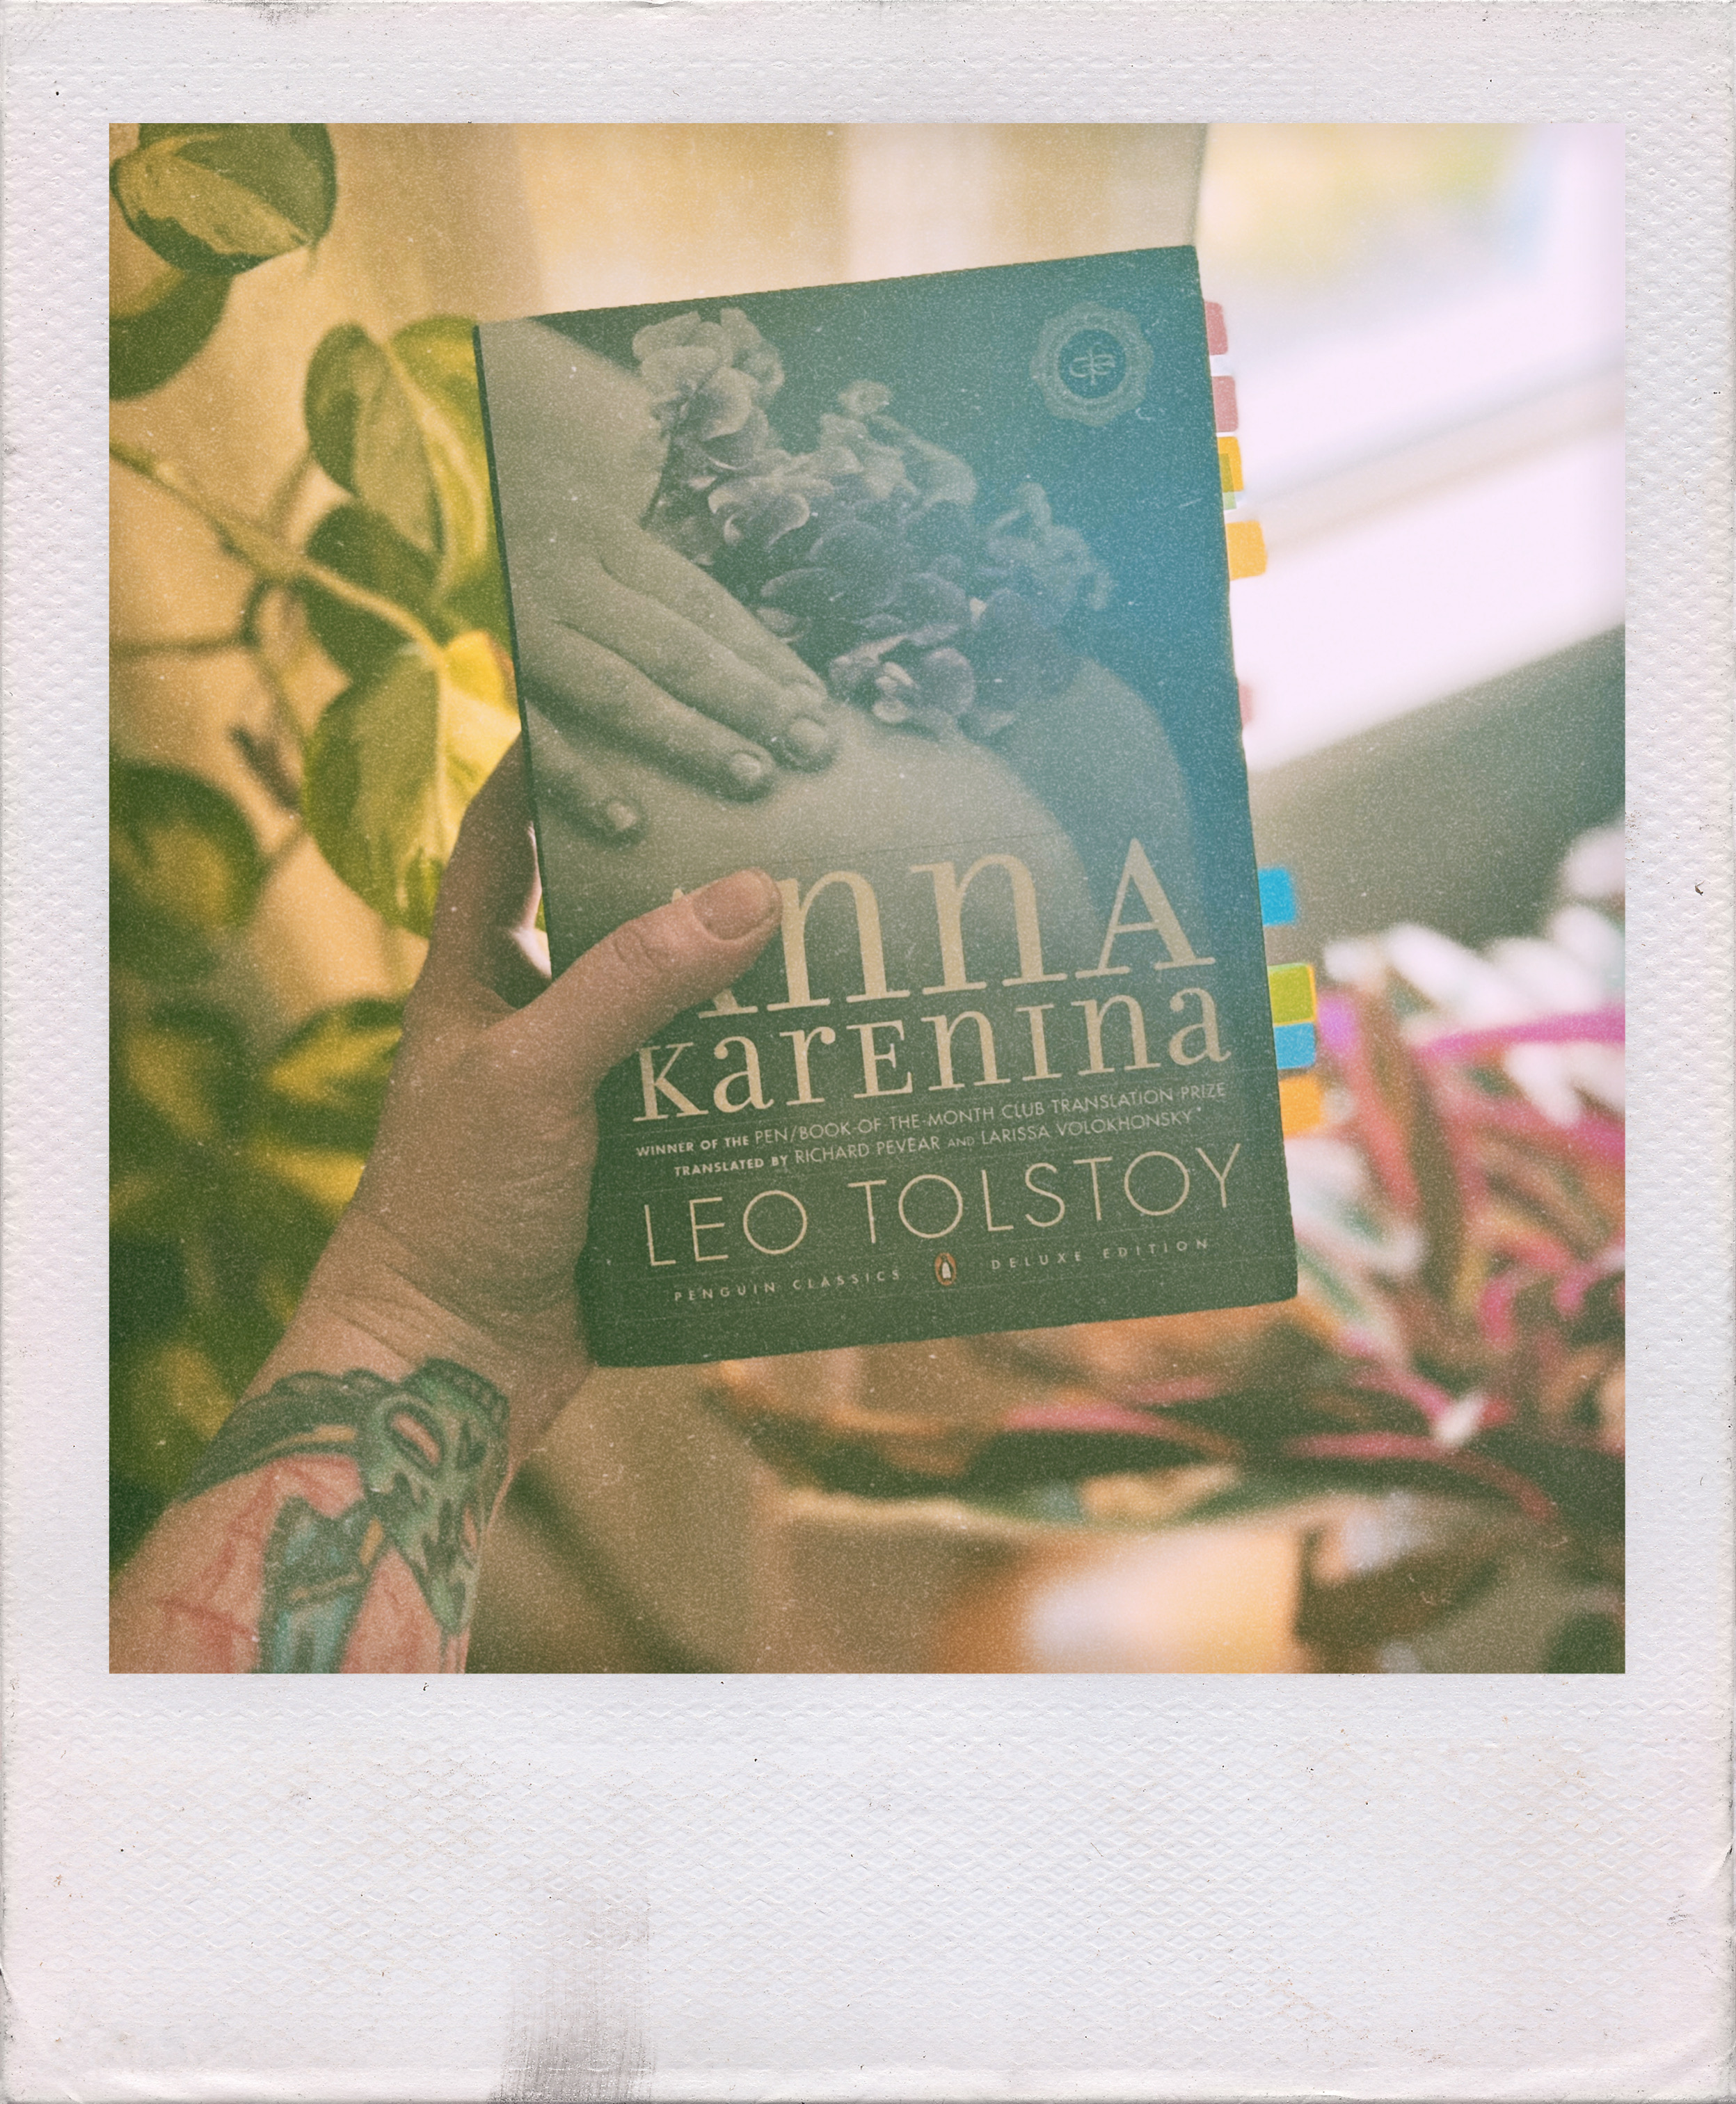 Anna
Karenina
WINNER OF THE PEN/BOOK-OF-THE-MONTH CLUB TRANSLATION PRIZE
TRANSLATED BY RICHARD PEVEAR AND LARISSA VOLOKHONSKY
LEO TOLSTOY
PENGUIN CLASSICS DELUXE EDITION